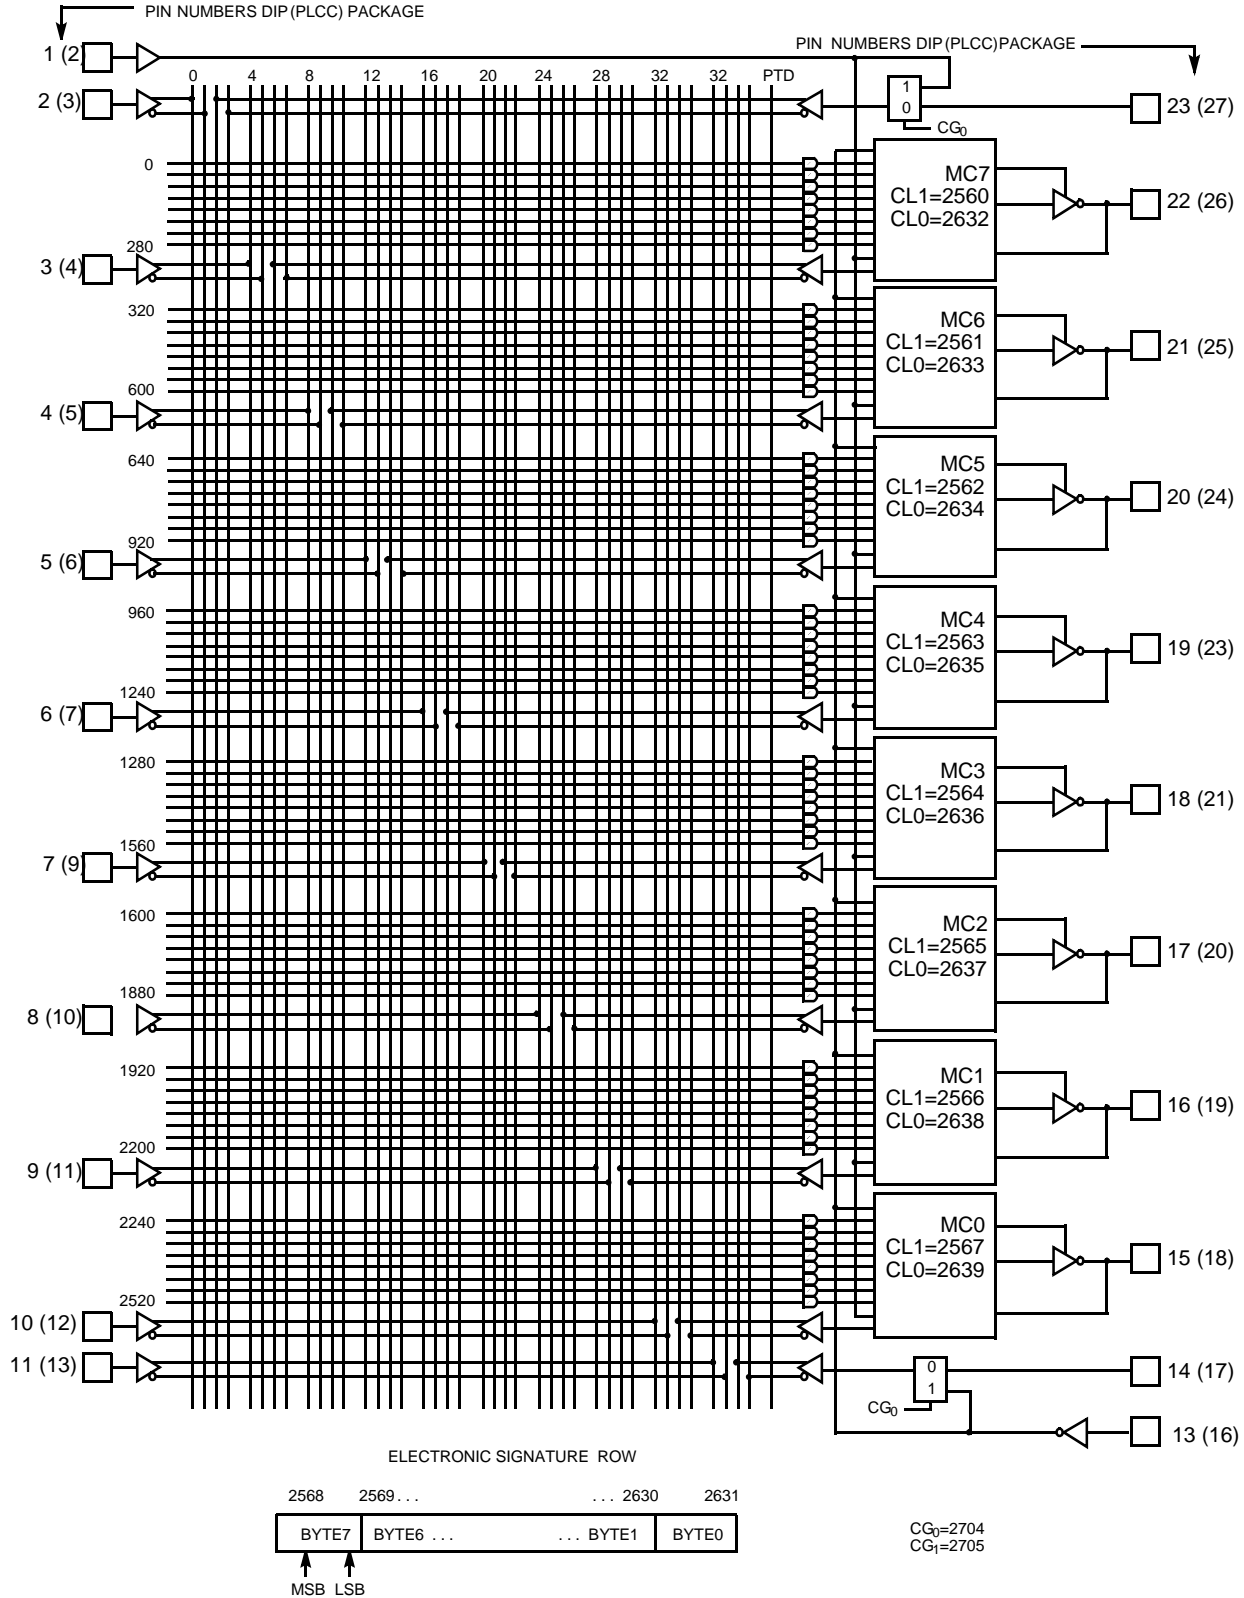 PIN NUMBERS DIP (PLCC) PACKAGE
PIN NUMBERS DIP (PLCC) PACKAGE
1 (2)
0 4 8 12 16 20 24 28 32 32 PTD
2 (3)
1
0
23 (27)
CG0
0
MC7
CL1=2560
CL0=2632
22 (26)
280
3 (4)
320
MC6
CL1=2561
CL0=2633
21 (25)
600
4 (5)
640
MC5
CL1=2562
CL0=2634
20 (24)
920
5 (6)
960
MC4
CL1=2563
CL0=2635
19 (23)
1240
6 (7)
1280
MC3
CL1=2564
CL0=2636
18 (21)
1560
7 (9)
1600
MC2
CL1=2565
CL0=2637
17 (20)
1880
8 (10)
1920
MC1
CL1=2566
CL0=2638
16 (19)
2200
9 (11)
2240
MC0
CL1=2567
CL0=2639
15 (18)
2520
10 (12)
11 (13)
0
1
14 (17)
CG0
13 (16)
ELECTRONIC SIGNATURE ROW
2568 2569 . . . . . . 2630 2631
BYTE7 BYTE6 . . . . . . BYTE1 BYTE0
MSB LSB
CG0=2704
CG1=2705